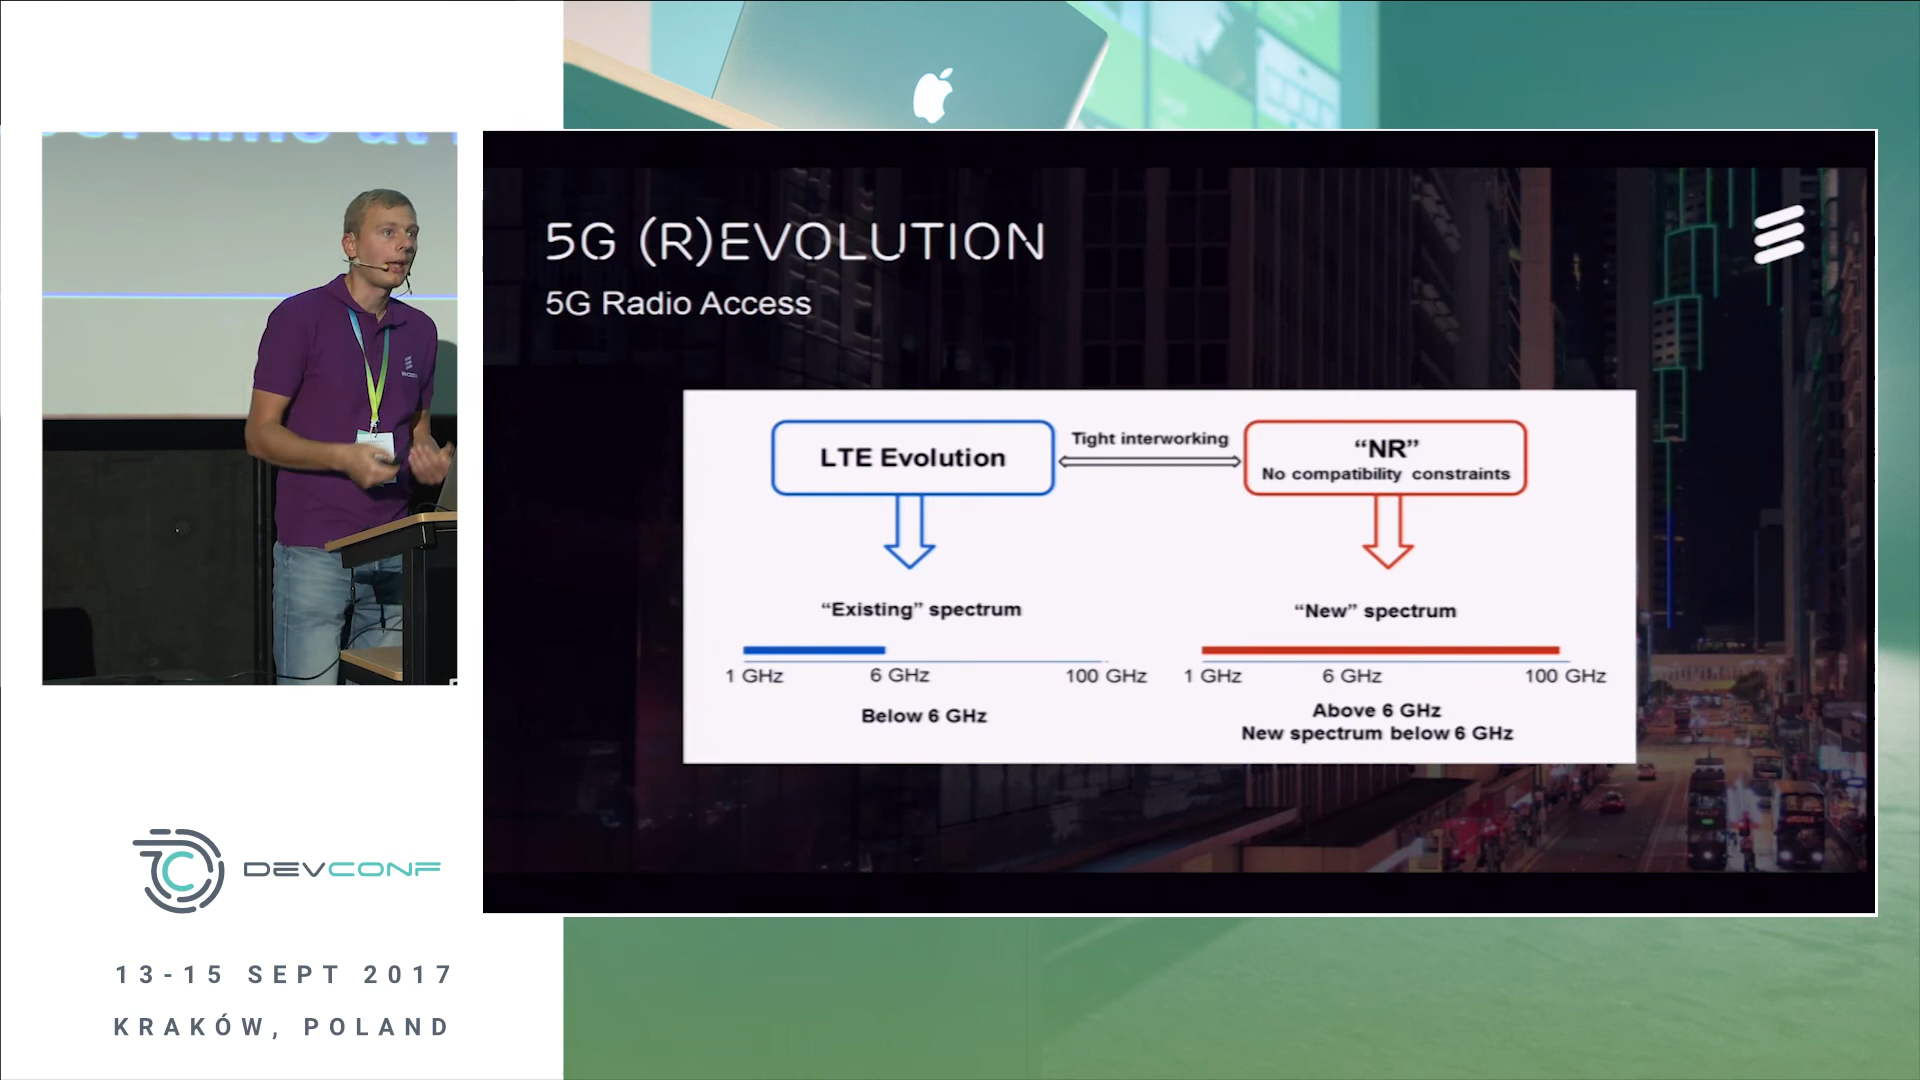 5G (R)EVOLUTION
5G Radio Access
LTE Evolution
Tight interworking
“NR”
No compatibility constraints
“Existing” spectrum
1 GHz
6 GHz
100 GHz
Below 6 GHz
“New” spectrum
1 GHz
6 GHz
100 GHz
Above 6 GHz
New spectrum below 6 GHz
DEVCONF
13-15 SEPT 2017
KRAKÓW, POLAND